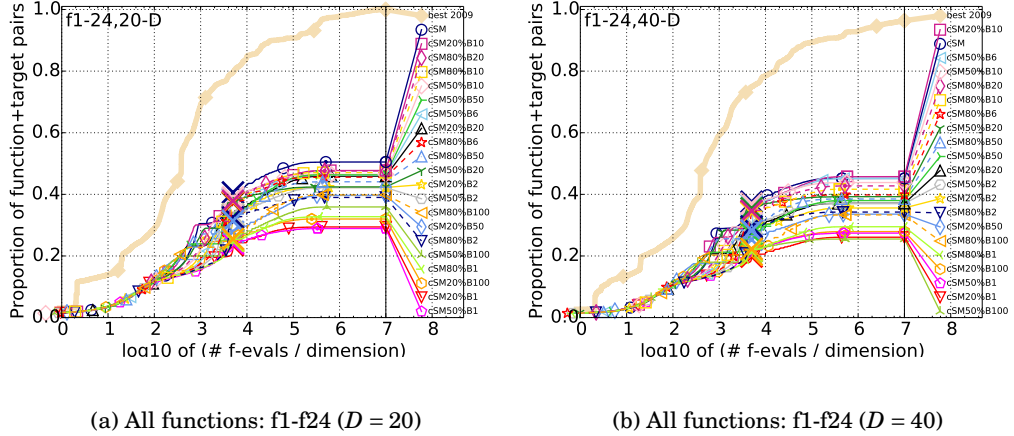 f1-24,20-D
Proportion of function+target pairs
1.0
0.8
0.6
0.4
0.2
0.0
0 1 2 3 4 5 6 7 8
log10 of (# f-evals / dimension)
best 2009
cSM
cSM20%B10
cSM80%B20
cSM80%B10
cSM50%B10
cSM50%B50
cSM50%B6
cSM20%B20
cSM80%B6
cSM80%B50
cSM50%B20
cSM20%B2
cSM50%B2
cSM80%B100
cSM20%B50
cSM80%B2
cSM50%B100
cSM80%B1
cSM20%B100
cSM20%B1
cSM50%B1
(a) All functions: f1-f24 (D = 20)
f1-24,40-D
Proportion of function+target pairs
1.0
0.8
0.6
0.4
0.2
0.0
0 1 2 3 4 5 6 7 8
log10 of (# f-evals / dimension)
best 2009
cSM20%B10
cSM
cSM50%B6
cSM50%B10
cSM80%B20
cSM80%B10
cSM80%B6
cSM50%B20
cSM80%B50
cSM50%B50
cSM20%B20
cSM50%B2
cSM20%B2
cSM80%B2
cSM20%B50
cSM80%B100
cSM80%B1
cSM50%B1
cSM20%B100
cSM20%B1
cSM50%B100
(b) All functions: f1-f24 (D = 40)